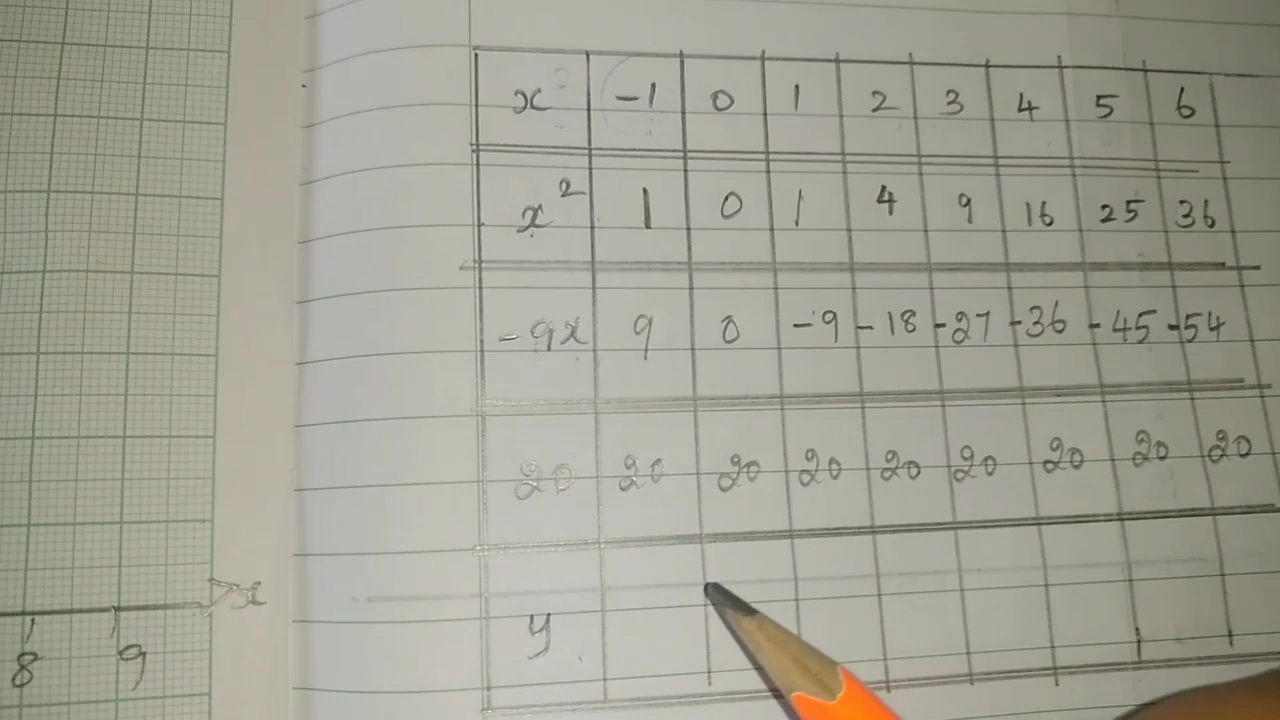 x -1 0 1 2 3 4 5 6
x² 1 0 1 4 9 16 25 36
-9x 9 0 -9 -18 -27 -36 -45 -54
20 20 20 20 20 20 20 20 20
y
x
8 9